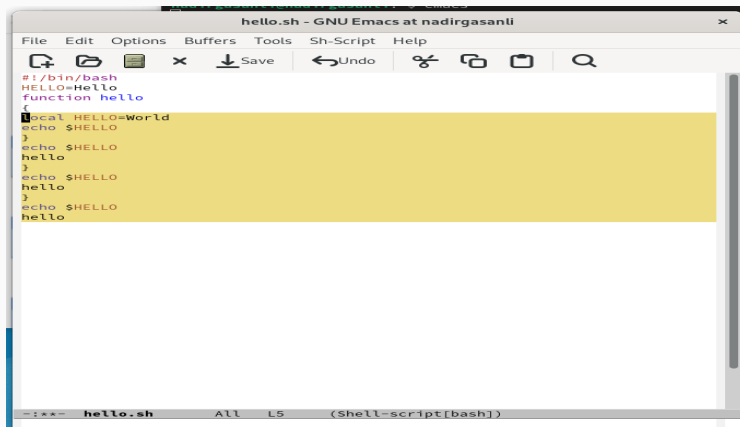 hello.sh - GNU Emacs at nadirgasanli
File Edit Options Buffers Tools Sh-Script Help
Save Undo
#!/bin/bash
HELLO=Hello
function hello
{
local HELLO=World
echo $HELLO
}
echo $HELLO
hello
}
echo $HELLO
hello
}
echo $HELLO
hello
-:**- hello.sh All L5 (Shell-script[bash])